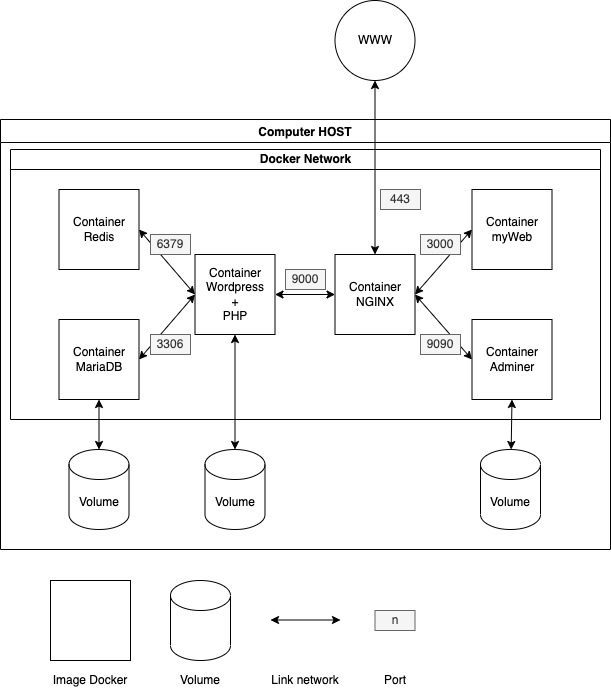 WWW
Computer HOST
Docker Network
443
Container
Redis
6379
Container
Wordpress
+
PHP
9000
Container
NGINX
3000
Container
myWeb
Container
MariaDB
3306
9090
Container
Adminer
Volume
Volume
Volume
n
Image Docker
Volume
Link network
Port